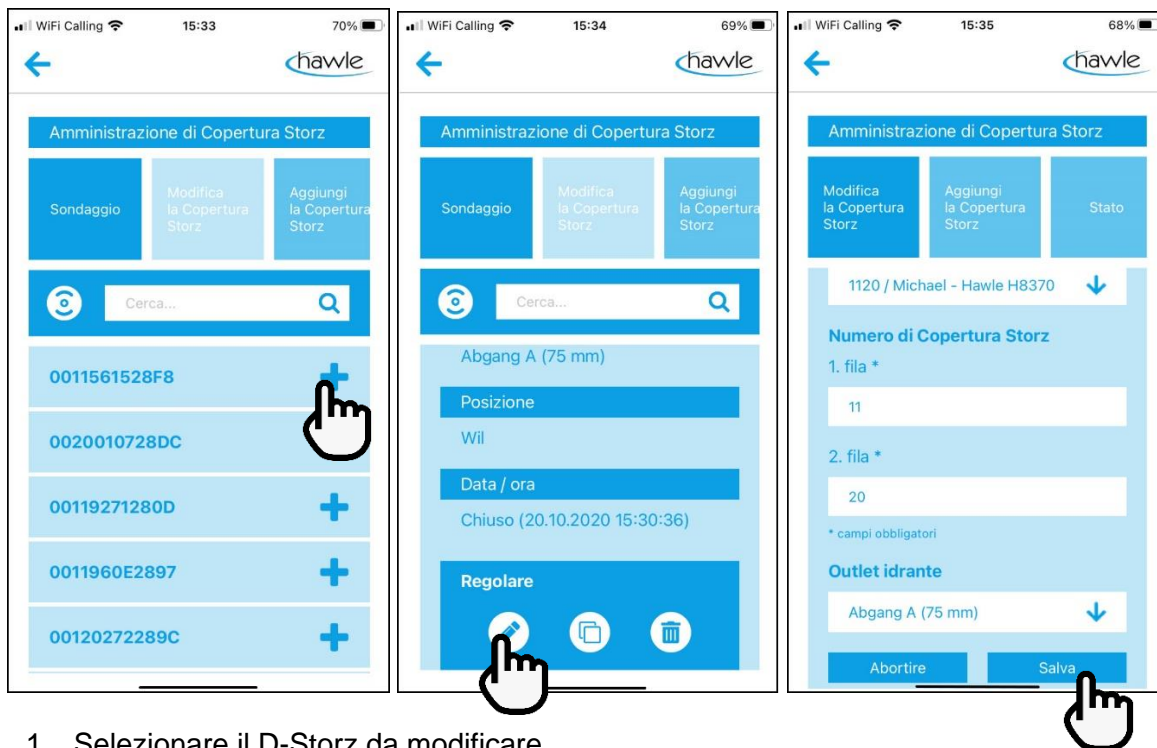 WiFi Calling 15:33 70%
hawle
Amministrazione di Copertura Storz
Sondaggio
Modifica
la Copertura
Storz
Aggiungi
la Copertura
Storz
Cerca...
0011561528F8
0020010728DC
00119271280D
0011960E2897
00120272289C
WiFi Calling 15:34 69%
hawle
Amministrazione di Copertura Storz
Sondaggio
Modifica
la Copertura
Storz
Aggiungi
la Copertura
Storz
Cerca...
Abgang A (75 mm)
Posizione
Wil
Data / ora
Chiuso (20.10.2020 15:30:36)
Regolare
WiFi Calling 15:35 68%
hawle
Amministrazione di Copertura Storz
Modifica
la Copertura
Storz
Aggiungi
la Copertura
Storz
Stato
1120 / Michael - Hawle H8370
Numero di Copertura Storz
1. fila *
11
2. fila *
20
* campi obbligatori
Outlet idrante
Abgang A (75 mm)
Abortire Salva
1. Selezionare il D-Storz da modificare